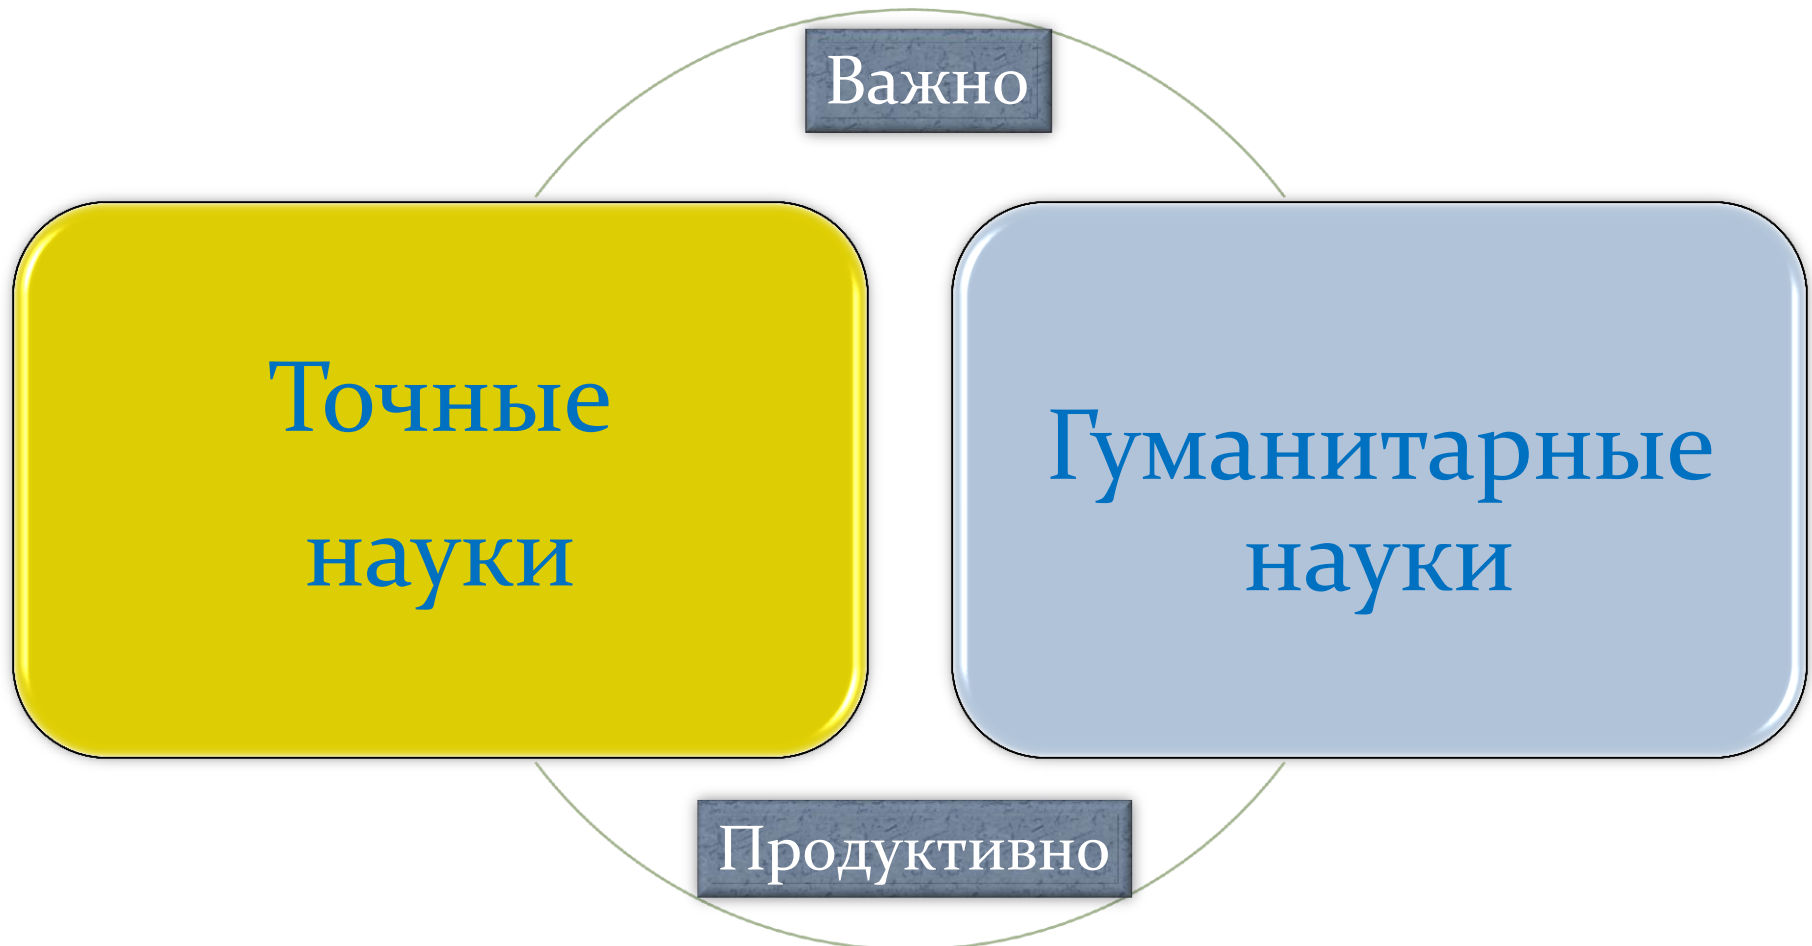 Важно
Точные
науки
Гуманитарные
науки
Продуктивно